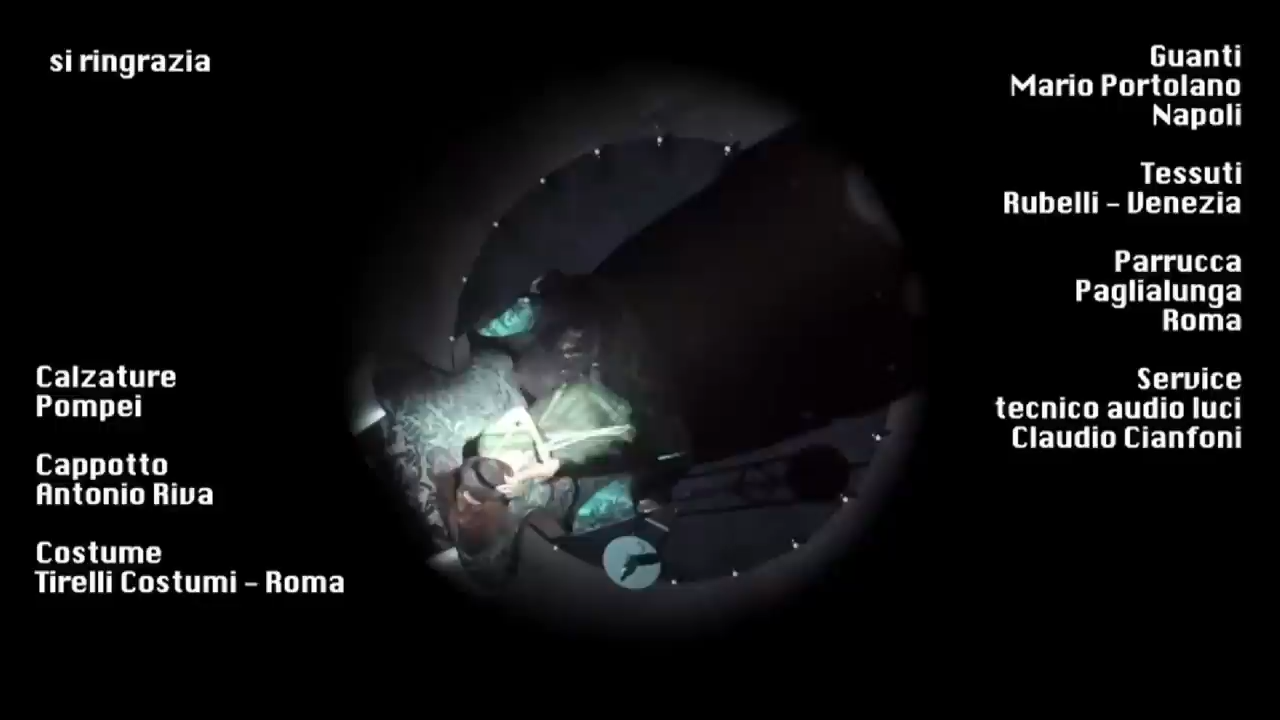 si ringrazia
Calzature
Pompei
Cappotto
Antonio Riva
Costume
Tirelli Costumi - Roma
Guanti
Mario Portolano
Napoli
Tessuti
Rubelli - Venezia
Parrucca
Paglialunga
Roma
Service
tecnico audio luci
Claudio Cianfoni